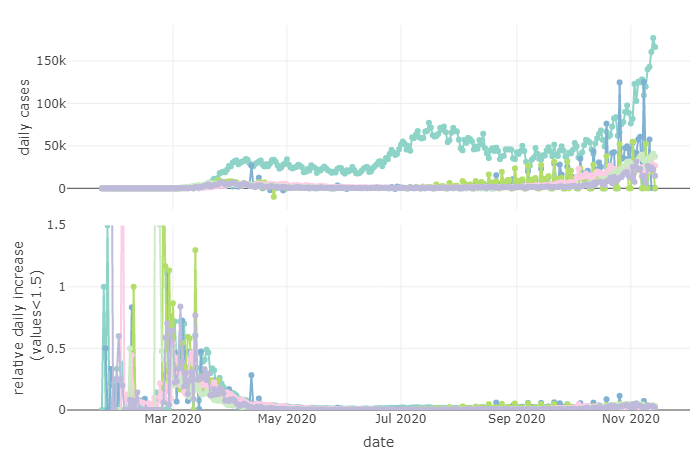 150k
100k
50k
0
daily cases
1.5
1
0.5
0
relative daily increase
(values<1.5)
Mar 2020
May 2020
Jul 2020
Sep 2020
Nov 2020
date